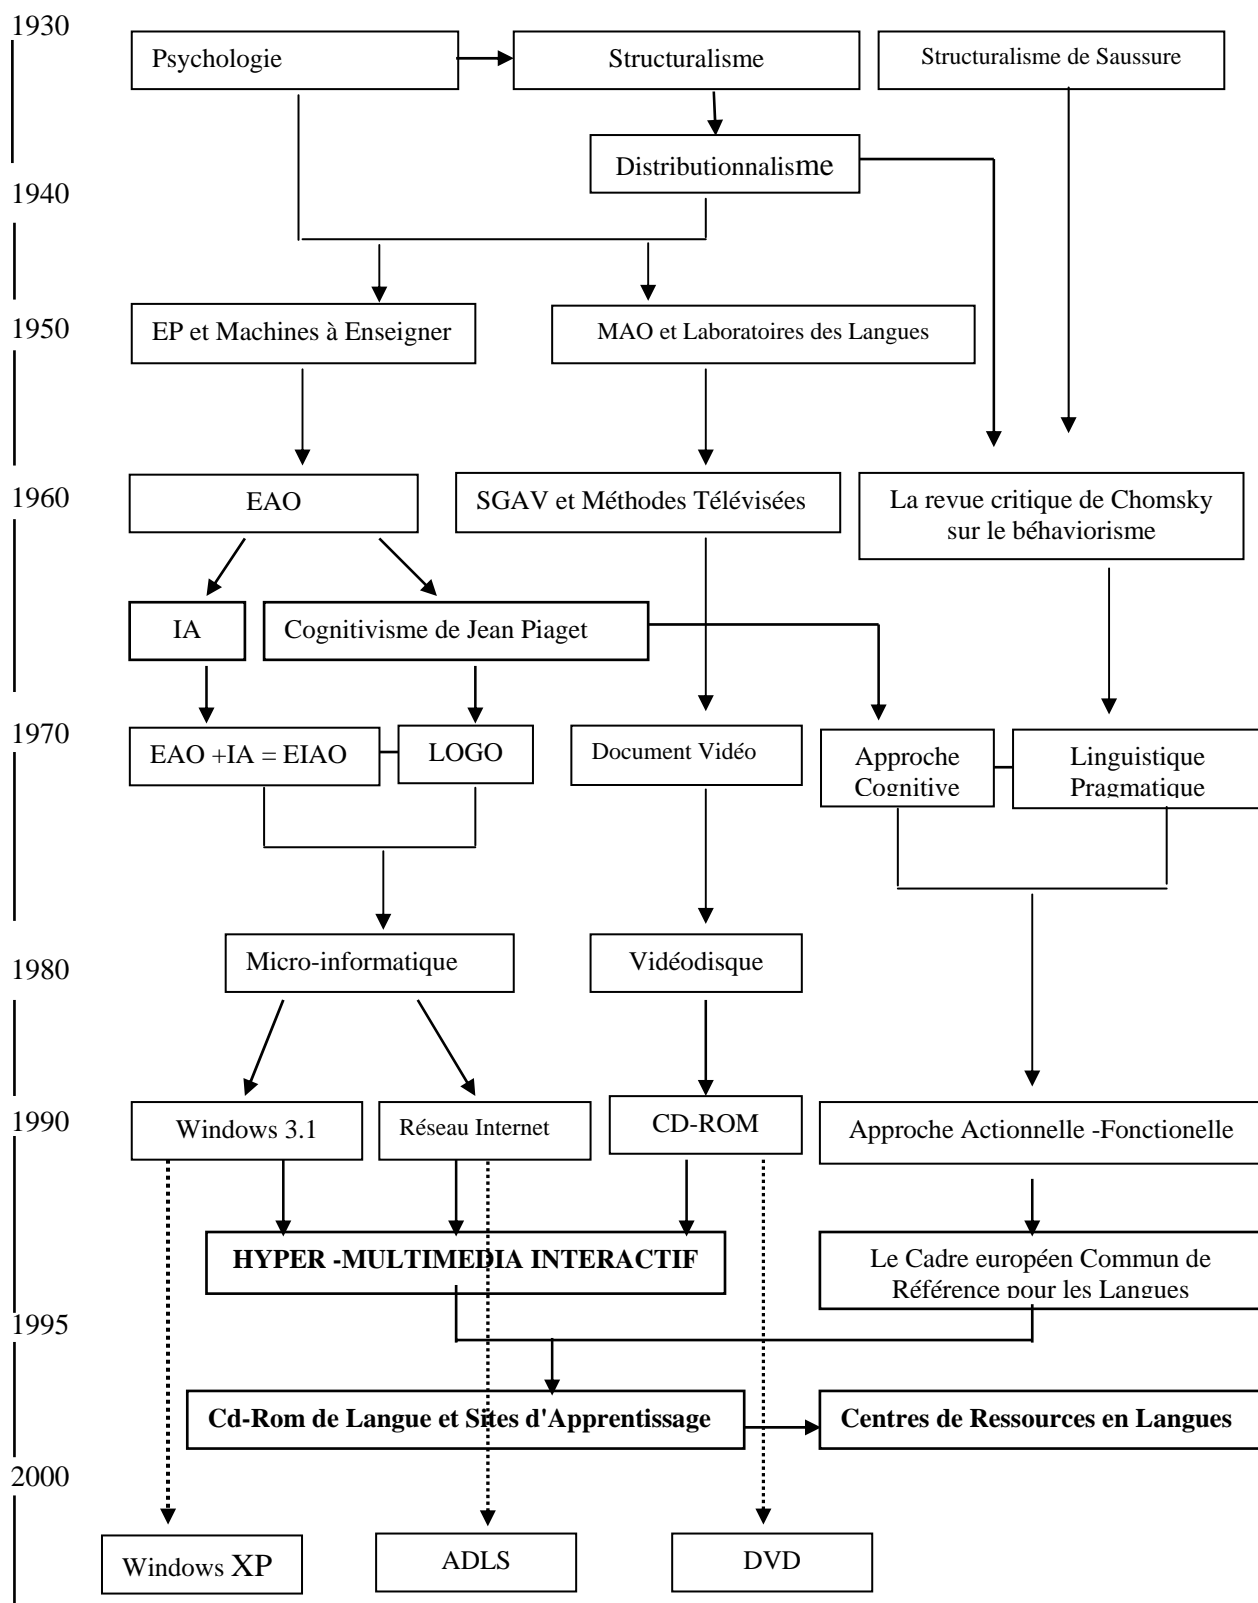 1930
Psychologie
Structuralisme
Structuralisme de Saussure
Distributionnalisme
1940
1950
EP et Machines à Enseigner
MAO et Laboratoires des Langues
1960
EAO
SGAV et Méthodes Télévisées
La revue critique de Chomsky
sur le béhaviorisme
IA
Cognitivisme de Jean Piaget
1970
EAO +IA = EIAO
LOGO
Document Vidéo
Approche
Cognitive
Linguistique
Pragmatique
1980
Micro-informatique
Vidéodisque
1990
Windows 3.1
Réseau Internet
CD-ROM
Approche Actionnelle -Fonctionelle
HYPER -MULTIMEDIA INTERACTIF
Le Cadre européen Commun de
Référence pour les Langues
1995
Cd-Rom de Langue et Sites d'Apprentissage
Centres de Ressources en Langues
2000
Windows XP
ADLS
DVD